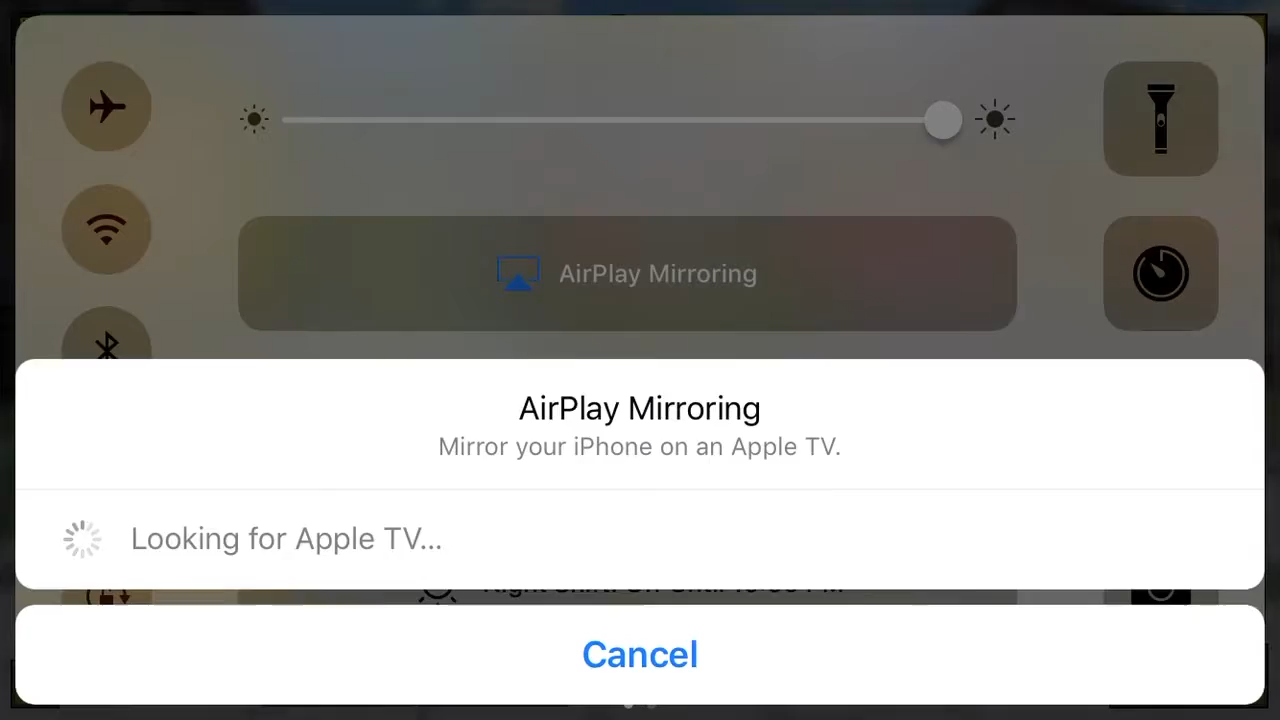 AirPlay Mirroring
AirPlay Mirroring
Mirror your iPhone on an Apple TV.
Looking for Apple TV...
Cancel